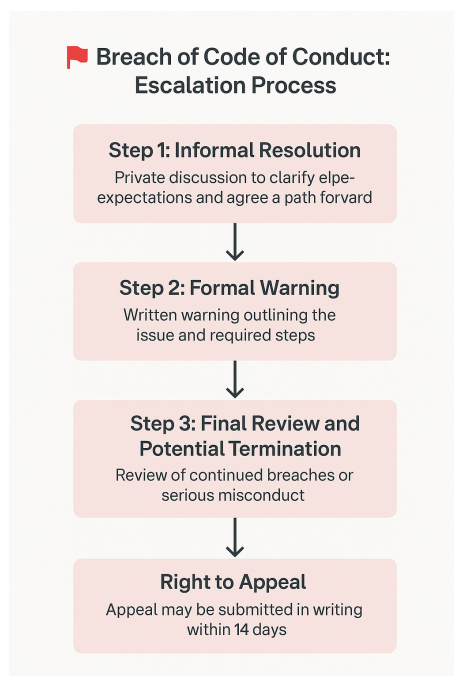 Breach of Code of Conduct:
Escalation Process
Step 1: Informal Resolution
Private discussion to clarify elpe-
expectations and agree a path forvard
Step 2: Formal Warning
Written warning outlining the
issue and required steps
Step 3: Final Review and
Potential Termination
Review of continued breaches or
serious misconduct
Right to Appeal
Appeal may be submitted in writing
within 14 days